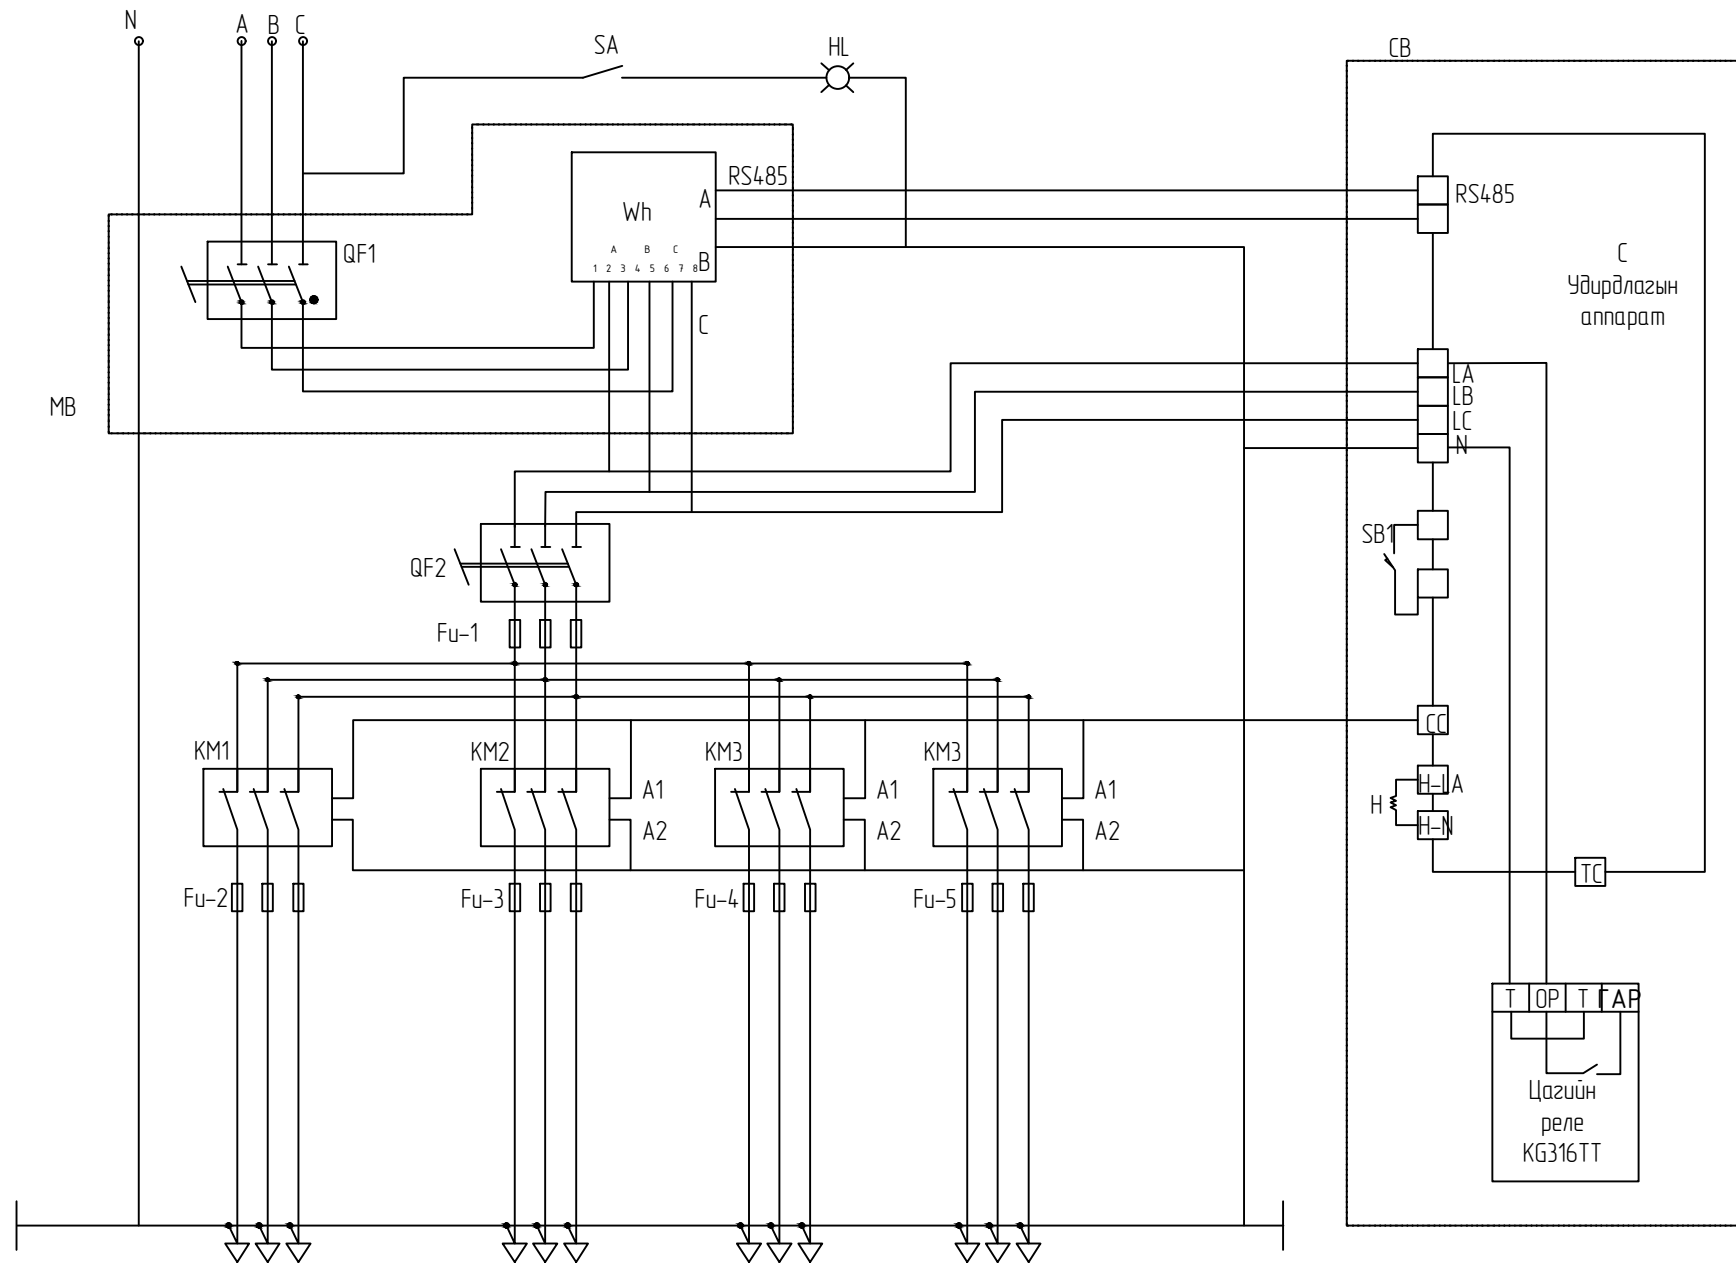 N
A B C
SA
HL
CB
RS485
A
Wh
RS485
A B C
1 2 3 4 5 6 7 8
B
QF1
C
Удирдлагын
аппарат
C
LA
LB
LC
N
MB
SB1
QF2
Fu-1
CC
KM1
KM2
KM3
KM3
A1
A1
A1
A2
A2
A2
H
H-LA
H-N
TC
Fu-2
Fu-3
Fu-4
Fu-5
Т ОР Т ГАР
Цагийн
реле
KG316TT